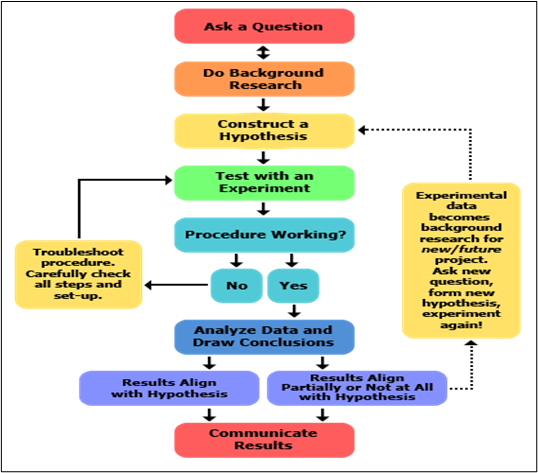 Ask a Question
Do Background
Research
Construct a
Hypothesis
Test with an
Experiment
Procedure Working?
Troubleshoot
procedure.
Carefully check
all steps and
set-up.
No
Yes
Experimental
data
becomes
background
research for
new/future
project.
Ask new
question,
form new
hypothesis,
experiment
again!
Analyze Data and
Draw Conclusions
Results Align
with Hypothesis
Results Align
Partially or Not at All
with Hypothesis
Communicate
Results